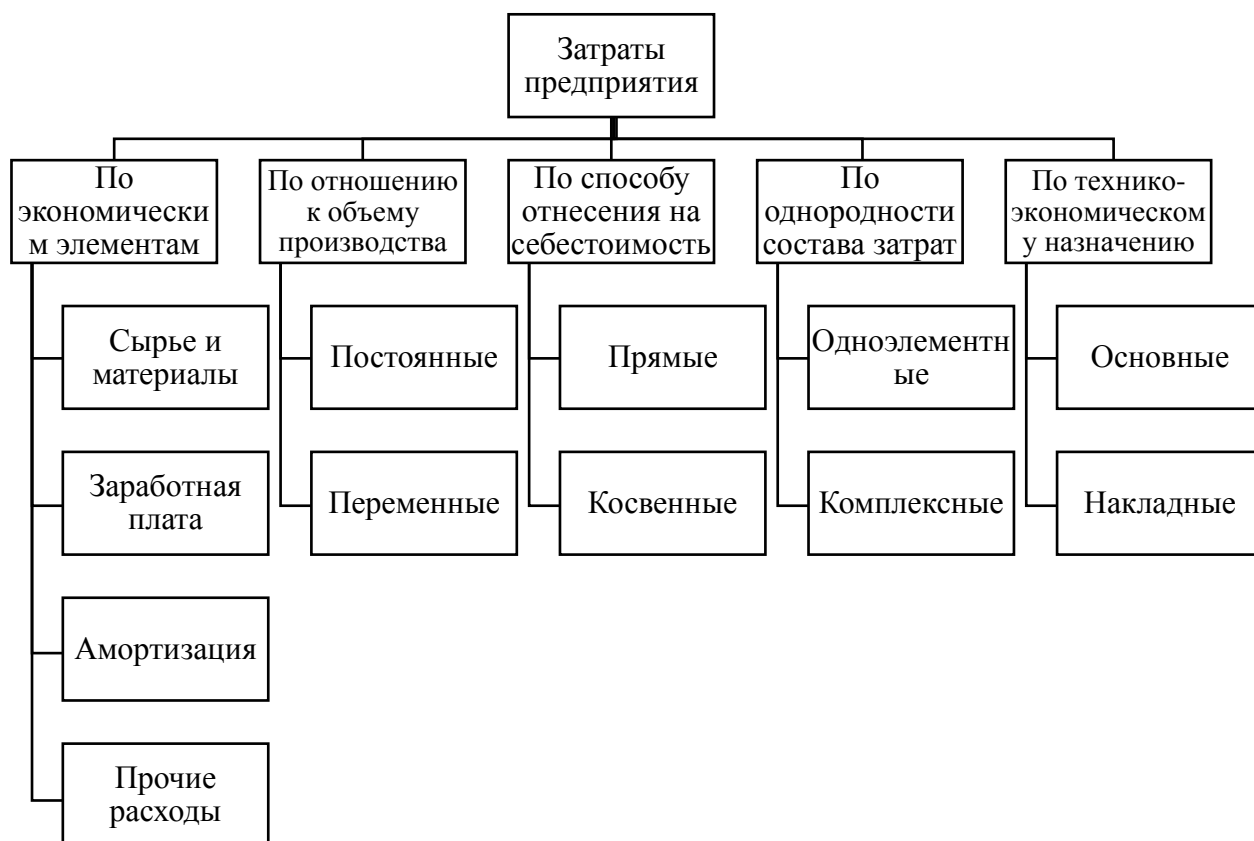 Затраты
предприятия
По
экономически
м элементам
По отношению
к объему
производства
По способу
отнесения на
себестоимость
По
однородности
состава затрат
По технико-
экономическом
у назначению
Сырье и
материалы
Постоянные
Прямые
Одноэлементн
ые
Основные
Заработная
плата
Переменные
Косвенные
Комплексные
Накладные
Амортизация
Прочие
расходы